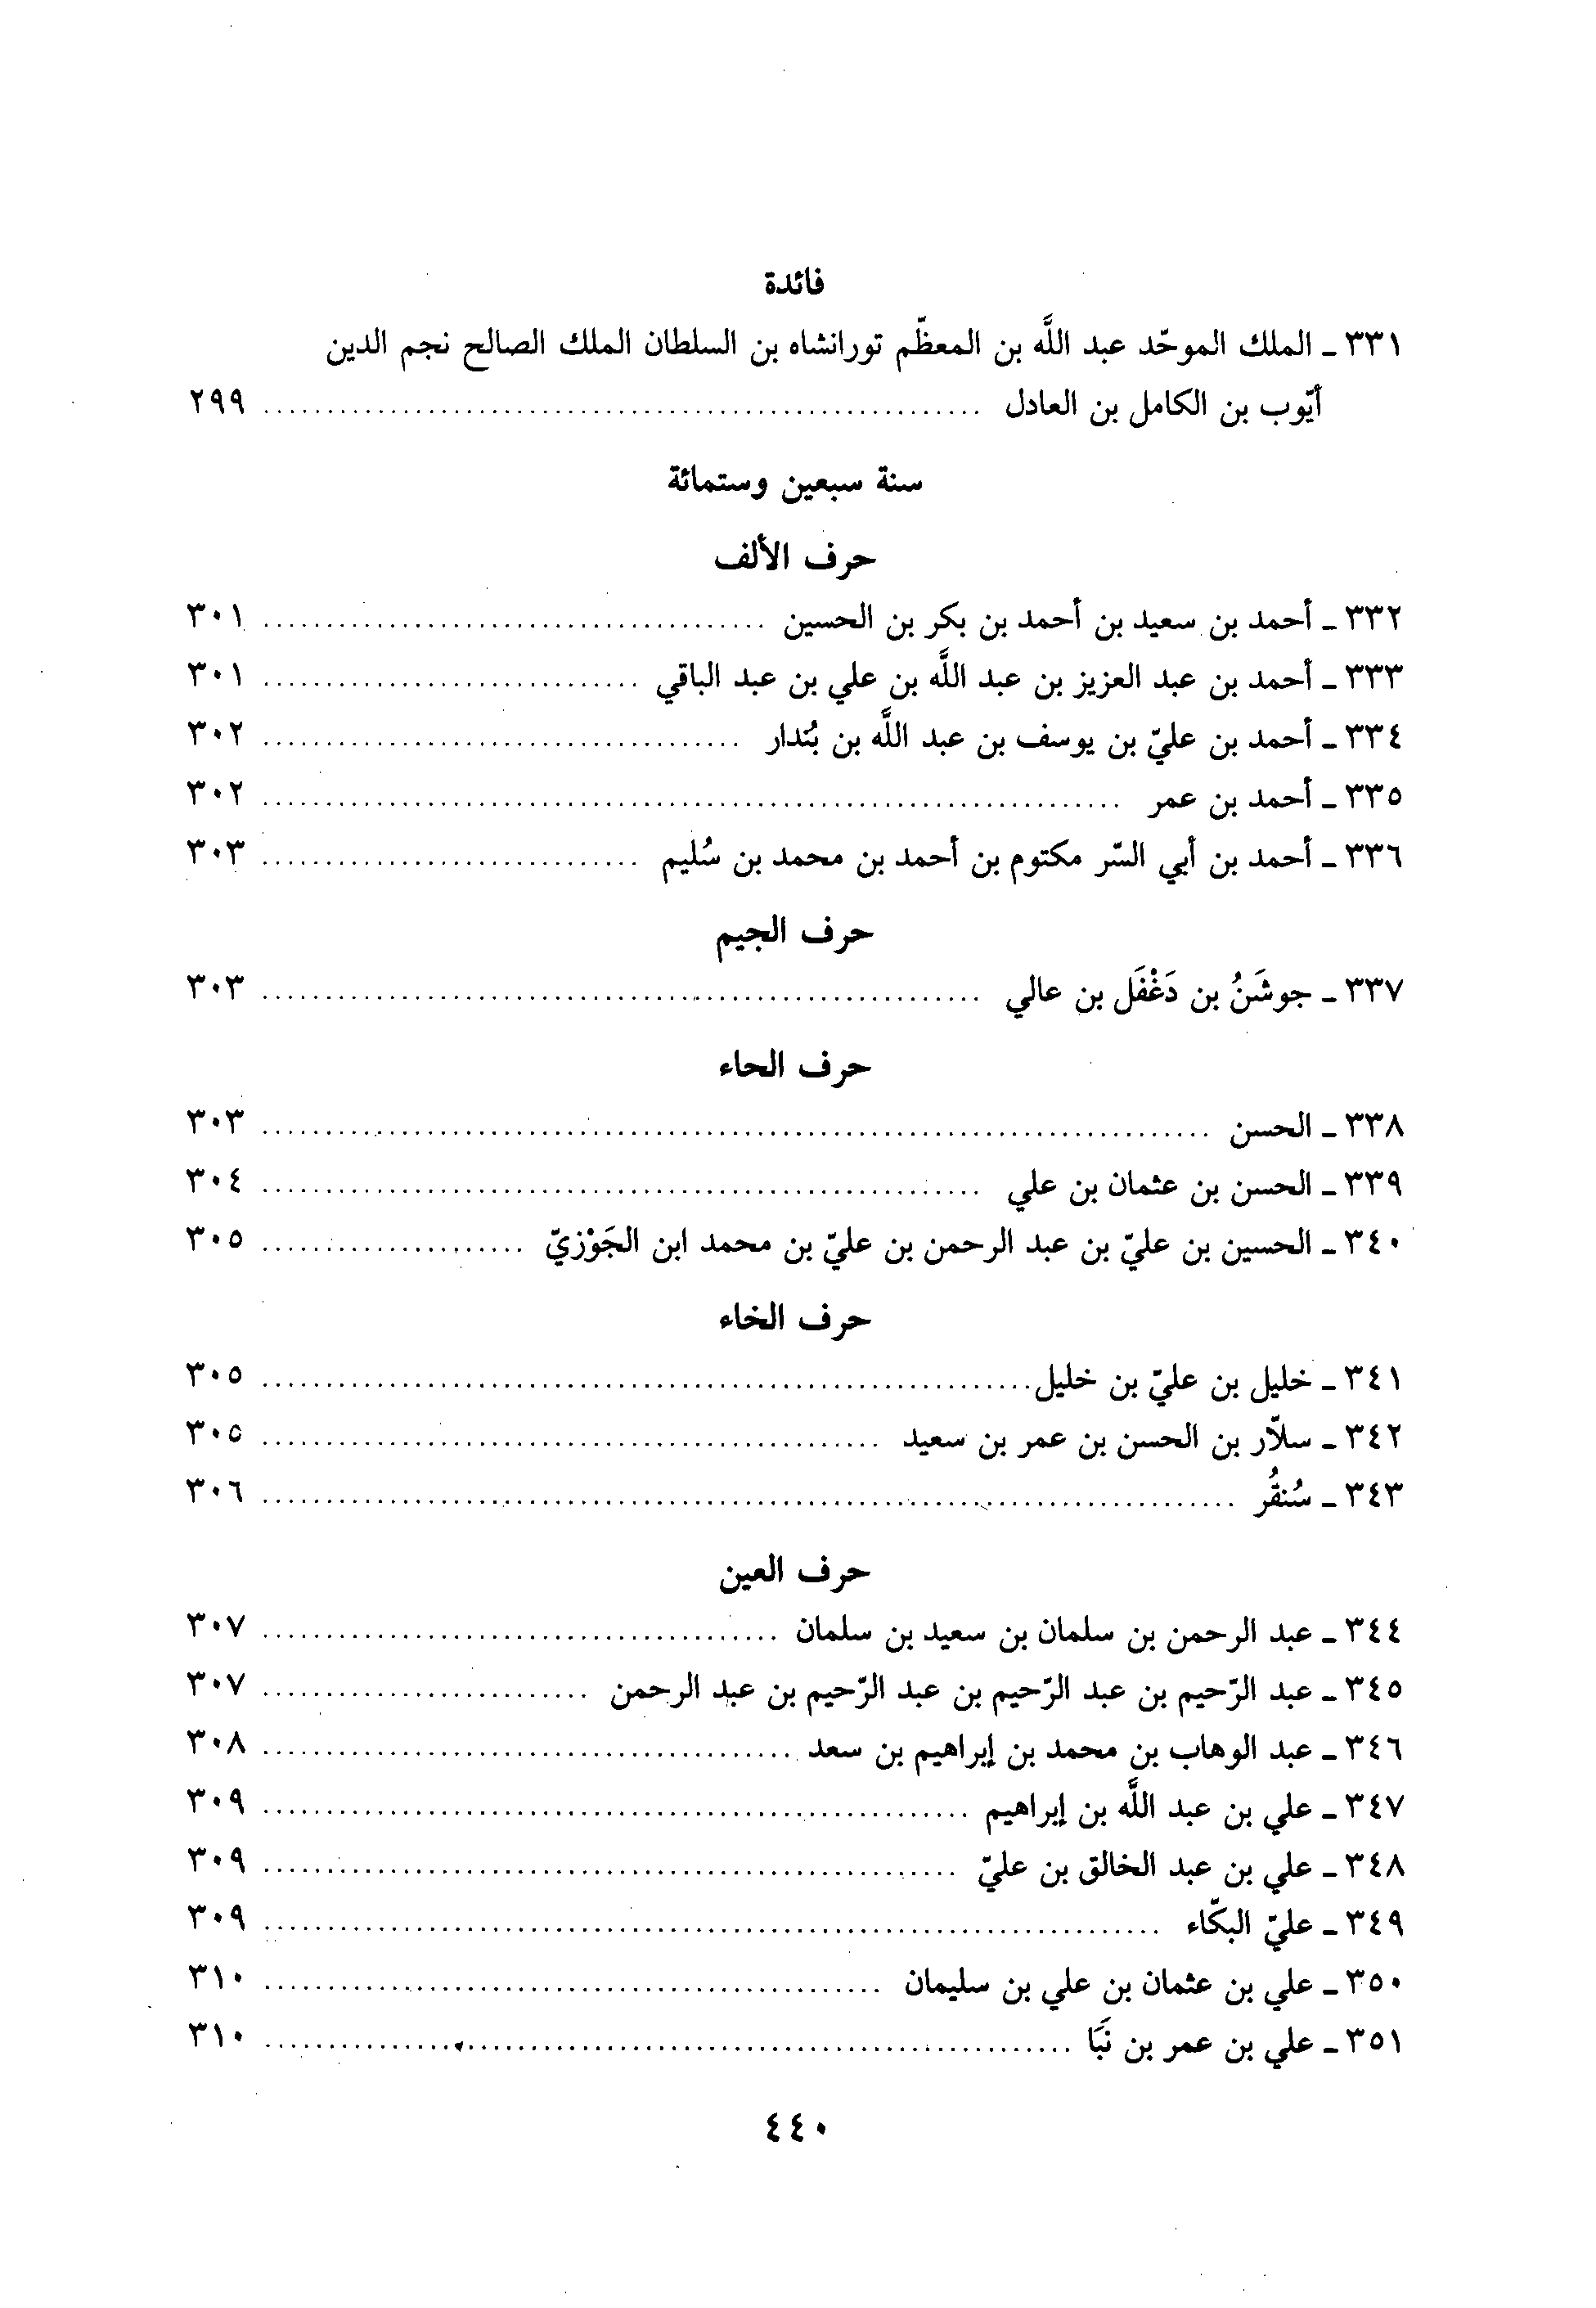 فائدة
٣٣١ ـ الملك الموحّد عبد اللَّه بن المعظّم تورانشاه بن السلطان الملك الصالح نجم الدين
أيّوب بن الكامل بن العادل ........ ٢٩٩
سنة سبعين وستمائة
حرف الألف
٣٣٢ ـ أحمد بن سعيد بن أحمد بن بكر بن الحسين ........ ٣٠١
٣٣٣ ـ أحمد بن عبد العزيز بن عبد اللَّه بن علي بن عبد الباقي ........ ٣٠١
٣٣٤ ـ أحمد بن عليّ بن يوسف بن عبد اللَّه بن بُندار ........ ٣٠٢
٣٣٥ ـ أحمد بن عمر ........ ٣٠٢
٣٣٦ ـ أحمد بن أبي السّر مكتوم بن أحمد بن محمد بن سُليم ........ ٣٠٣
حرف الجيم
٣٣٧ ـ جوشَنُ بن دَغْفَل بن عالي ........ ٣٠٣
حرف الحاء
٣٣٨ ـ الحسن ........ ٣٠٣
٣٣٩ ـ الحسن بن عثمان بن علي ........ ٣٠٤
٣٤٠ ـ الحسين بن عليّ بن عبد الرحمن بن عليّ بن محمد ابن الجَوْزيّ ........ ٣٠٥
حرف الخاء
٣٤١ ـ خليل بن عليّ بن خليل ........ ٣٠٥
٣٤٢ ـ سلاّر بن الحسن بن عمر بن سعيد ........ ٣٠٥
٣٤٣ ـ سُنقُر ........ ٣٠٦
حرف العين
٣٤٤ ـ عبد الرحمن بن سلمان بن سعيد بن سلمان ........ ٣٠٧
٣٤٥ ـ عبد الرّحيم بن عبد الرّحيم بن عبد الرّحيم بن عبد الرحمن ........ ٣٠٧
٣٤٦ ـ عبد الوهاب بن محمد بن إبراهيم بن سعد ........ ٣٠٨
٣٤٧ ـ علي بن عبد اللَّه بن إبراهيم ........ ٣٠٩
٣٤٨ ـ علي بن عبد الخالق بن عليّ ........ ٣٠٩
٣٤٩ ـ عليّ البكّاء ........ ٣٠٩
٣٥٠ ـ علي بن عثمان بن علي بن سليمان ........ ٣١٠
٣٥١ ـ علي بن عمر بن نَبَا ........ ٣١٠
٤٤٠